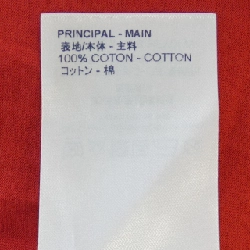 PRINCIPAL - MAIN
表地/本体 - 主料
100% COTON - COTTON
コットン - 棉